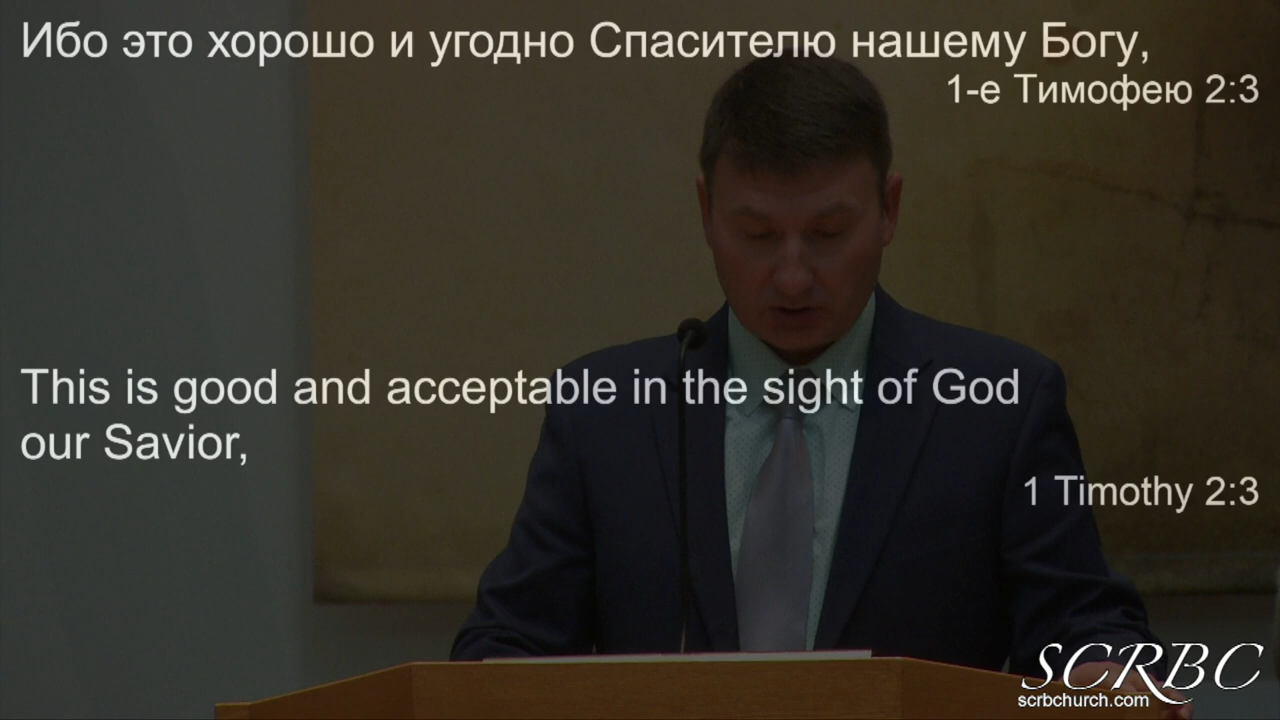 Ибо это хорошо и угодно Спасителю нашему Богу,
1-е Тимофею 2:3
This is good and acceptable in the sight of God
our Savior,
1 Timothy 2:3
SCRBC
scrbchurch.com